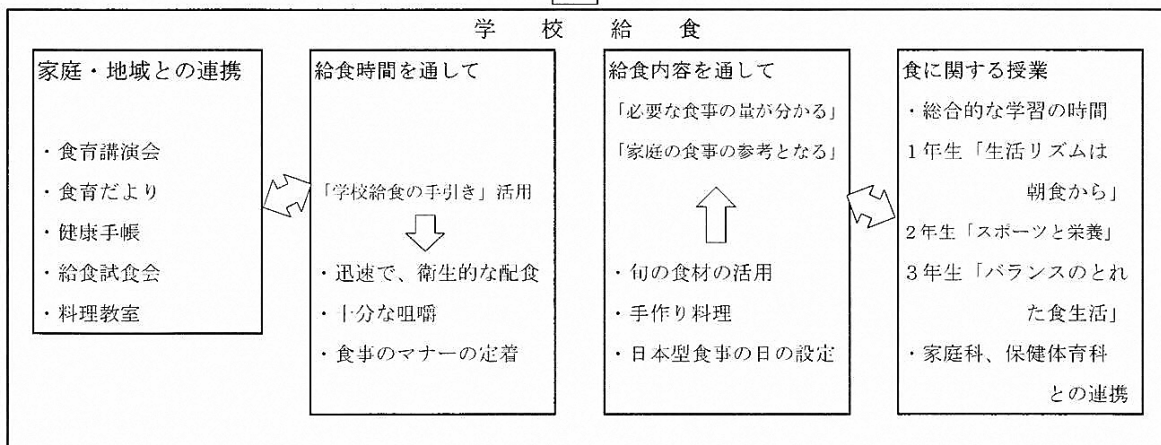 学校給食
家庭・地域との連携
・食育講演会
・食育だより
・健康手帳
・給食試食会
・料理教室
給食時間を通して
「学校給食の手引き」活用
・迅速で、衛生的な配食
・十分な咀嚼
・食事のマナーの定着
給食内容を通して
「必要な食事の量が分かる」
「家庭の食事の参考となる」
・旬の食材の活用
・手作り料理
・日本型食事の日の設定
食に関する授業
・総合的な学習の時間
1年生「生活リズムは
朝食から」
2年生「スポーツと栄養」
3年生「バランスのとれ
た食生活」
・家庭科、保健体育科
との連携